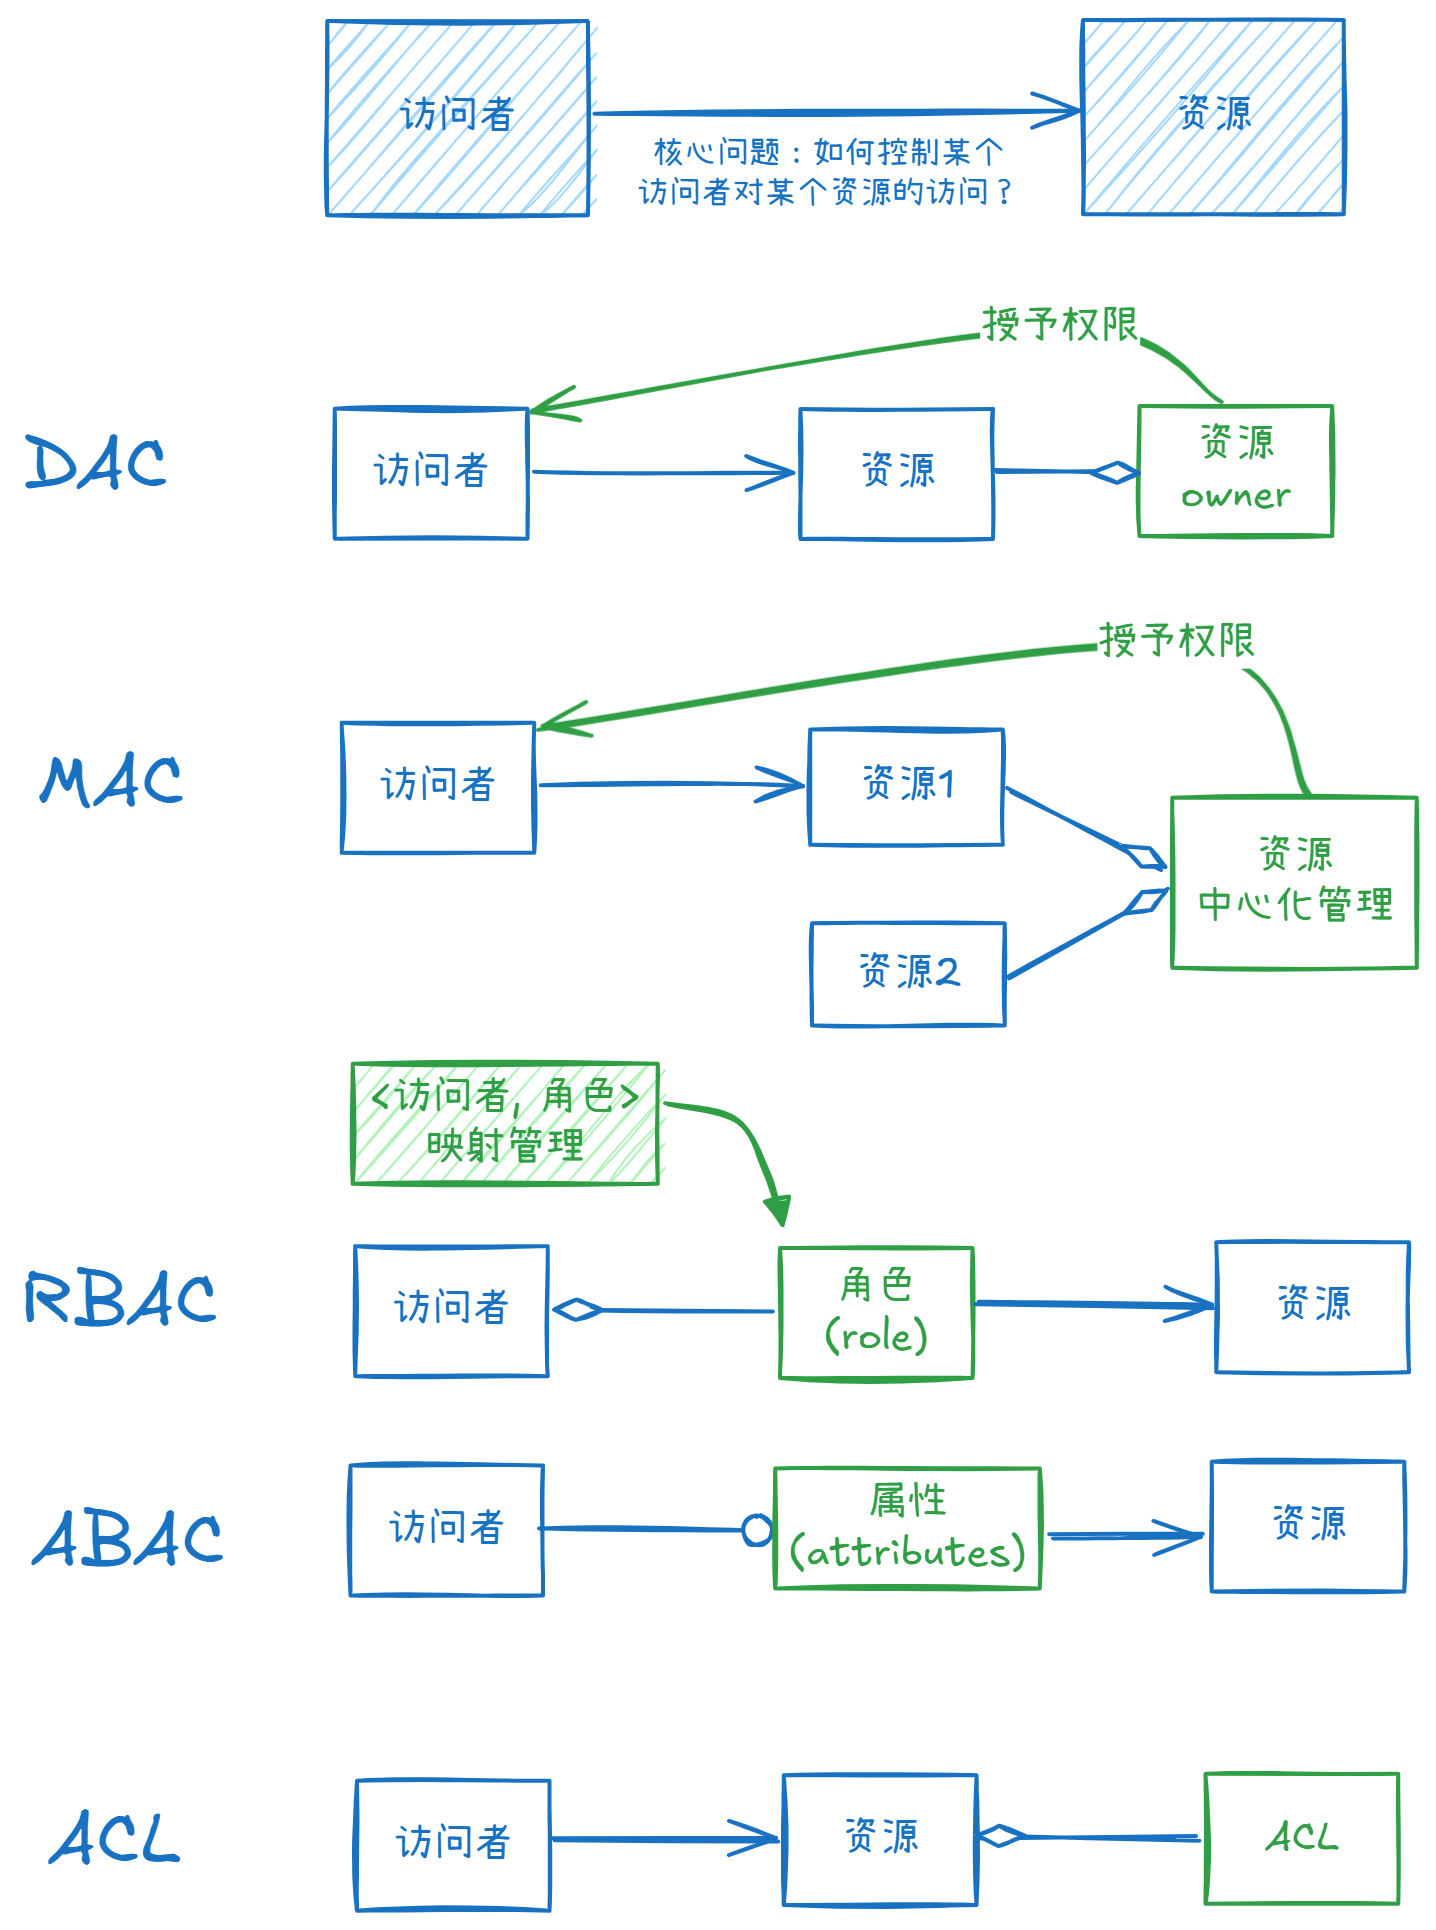 访问者
资源
核心问题：如何控制某个
访问者对某个资源的访问？
授予权限
DAC
访问者
资源
资源
owner
授予权限
MAC
访问者
资源1
资源
中心化管理
资源2
<访问者, 角色>
映射管理
RBAC
访问者
角色
(role)
资源
ABAC
访问者
属性
(attributes)
资源
ACL
访问者
资源
ACL